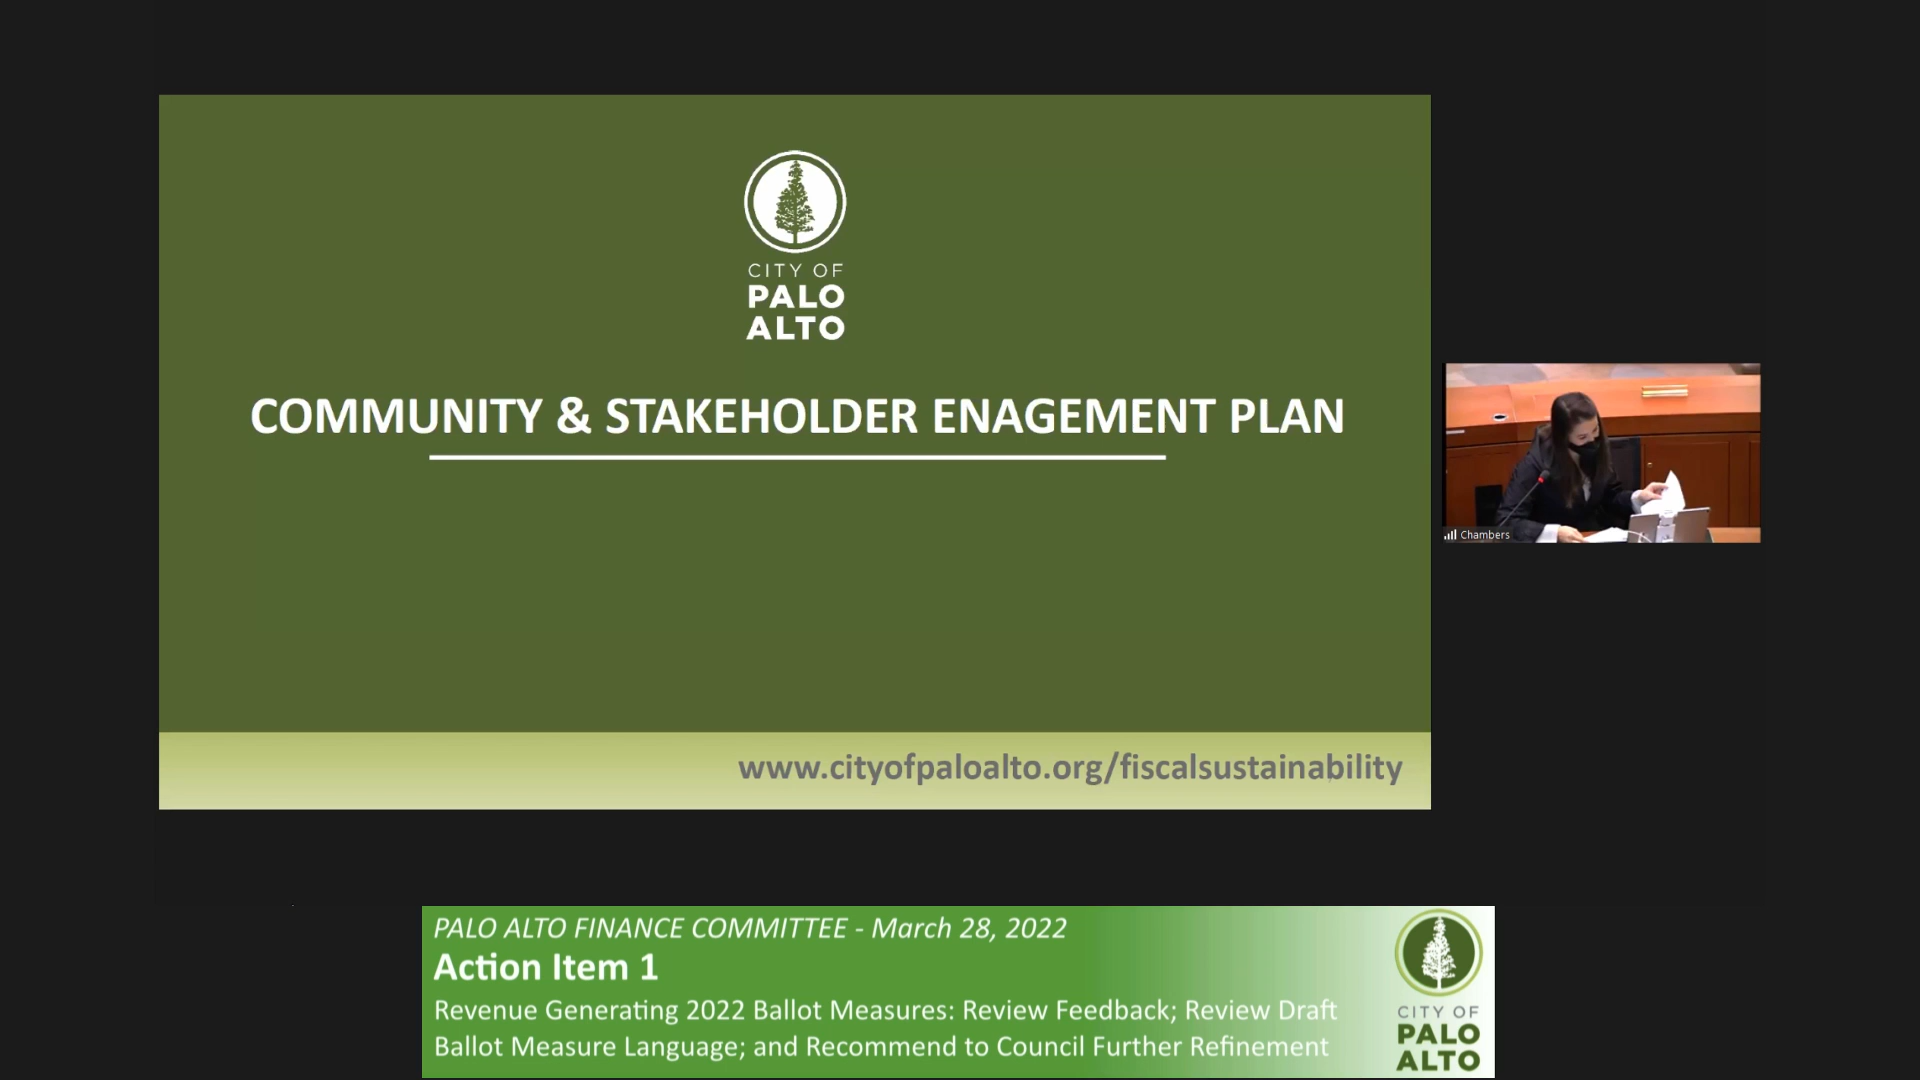 CITY OF
PALO
ALTO
COMMUNITY & STAKEHOLDER ENAGEMENT PLAN
www.cityofpaloalto.org/fiscalsustainability
Chambers
PALO ALTO FINANCE COMMITTEE - March 28, 2022
Action Item 1
Revenue Generating 2022 Ballot Measures: Review Feedback; Review Draft
Ballot Measure Language; and Recommend to Council Further Refinement
CITY OF
PALO
ALTO